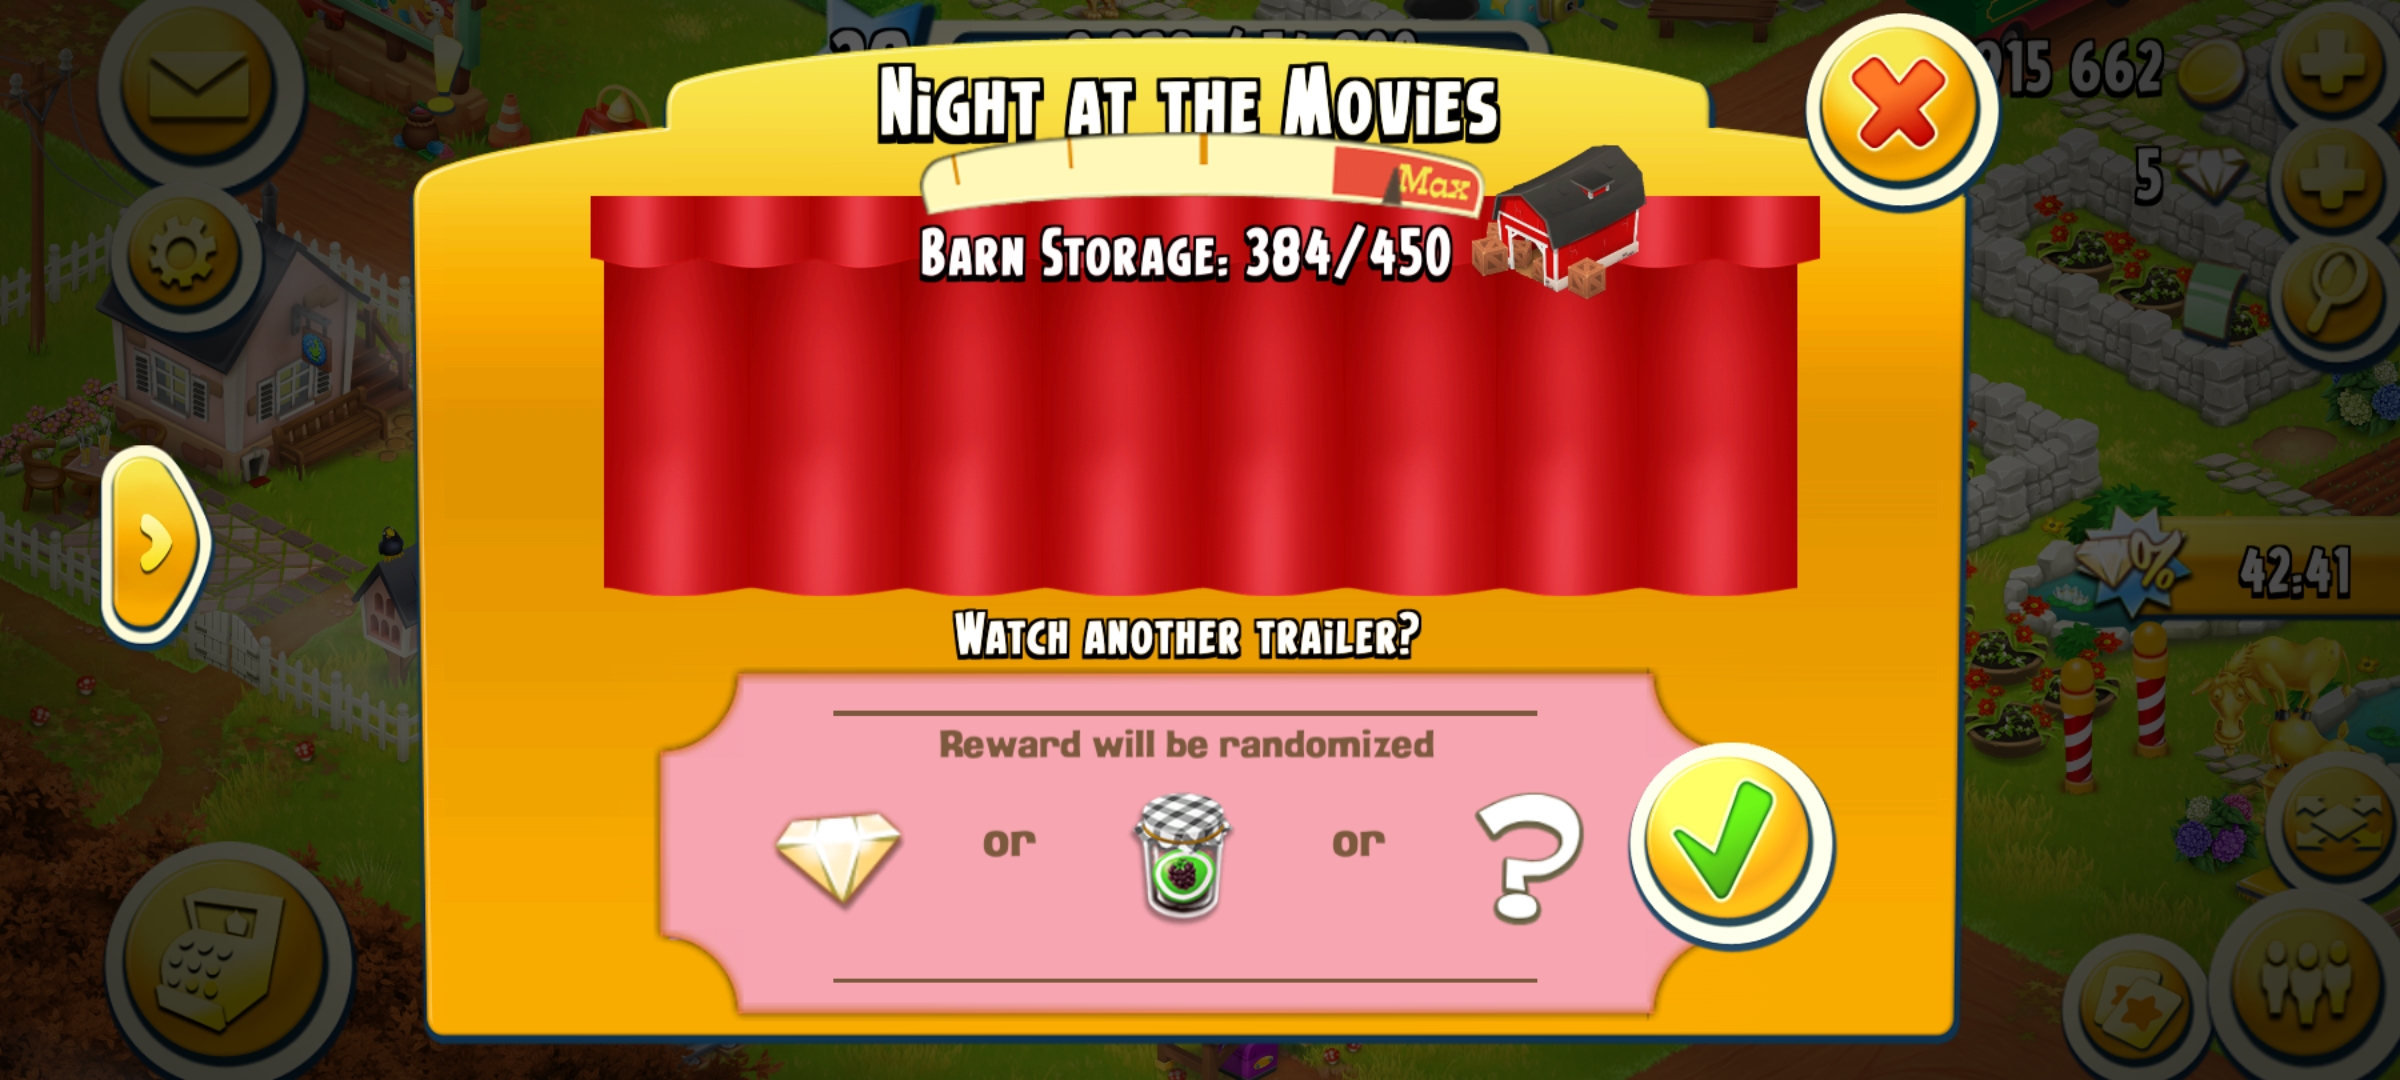 Night at the Movies
915 662
Max
5
Barn Storage: 384/450
%
42:41
Watch another trailer?
Reward will be randomized
or
or
?